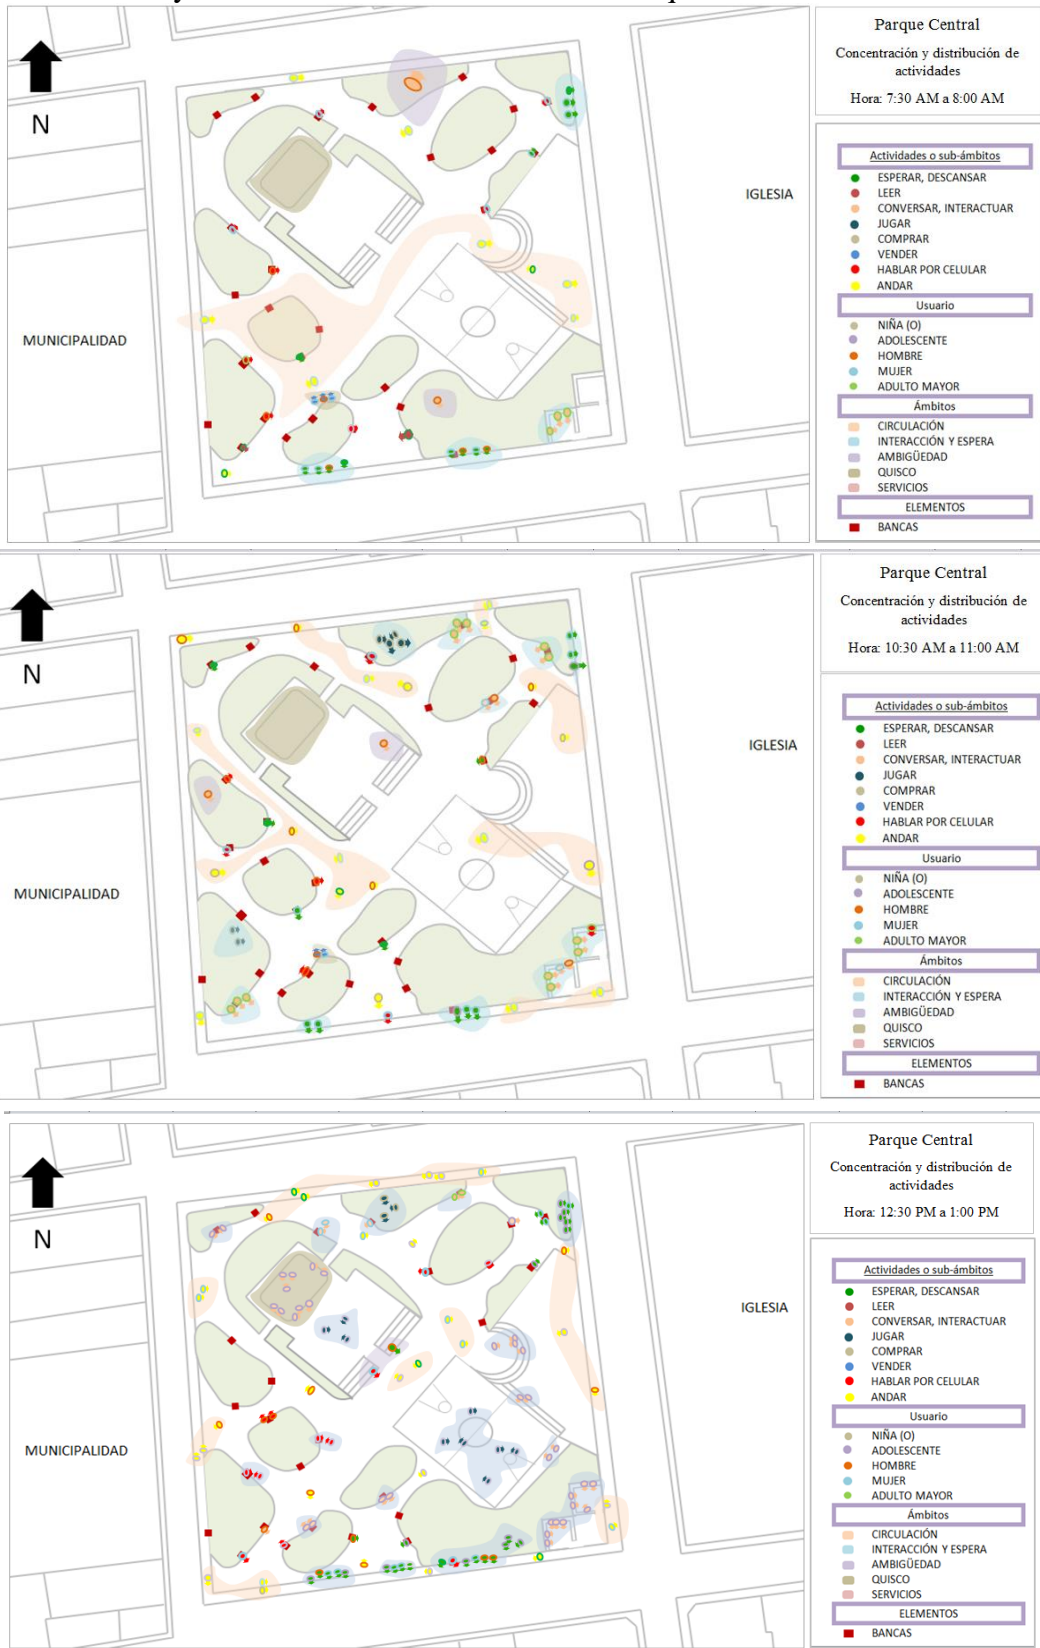 Parque Central
Concentración y distribución de
actividades
Hora: 7:30 AM a 8:00 AM
N
IGLESIA
MUNICIPALIDAD
Actividades o sub-ámbitos
ESPERAR, DESCANSAR
LEER
CONVERSAR, INTERACTUAR
JUGAR
COMPRAR
VENDER
HABLAR POR CELULAR
ANDAR
Usuario
NIÑA (O)
ADOLESCENTE
HOMBRE
MUJER
ADULTO MAYOR
Ámbitos
CIRCULACIÓN
INTERACCIÓN Y ESPERA
AMBIGÜEDAD
QUISCO
SERVICIOS
ELEMENTOS
BANCAS
Parque Central
Concentración y distribución de
actividades
Hora: 10:30 AM a 11:00 AM
N
IGLESIA
MUNICIPALIDAD
Actividades o sub-ámbitos
ESPERAR, DESCANSAR
LEER
CONVERSAR, INTERACTUAR
JUGAR
COMPRAR
VENDER
HABLAR POR CELULAR
ANDAR
Usuario
NIÑA (O)
ADOLESCENTE
HOMBRE
MUJER
ADULTO MAYOR
Ámbitos
CIRCULACIÓN
INTERACCIÓN Y ESPERA
AMBIGÜEDAD
QUISCO
SERVICIOS
ELEMENTOS
BANCAS
Parque Central
Concentración y distribución de
actividades
Hora: 12:30 PM a 1:00 PM
N
IGLESIA
MUNICIPALIDAD
Actividades o sub-ámbitos
ESPERAR, DESCANSAR
LEER
CONVERSAR, INTERACTUAR
JUGAR
COMPRAR
VENDER
HABLAR POR CELULAR
ANDAR
Usuario
NIÑA (O)
ADOLESCENTE
HOMBRE
MUJER
ADULTO MAYOR
Ámbitos
CIRCULACIÓN
INTERACCIÓN Y ESPERA
AMBIGÜEDAD
QUISCO
SERVICIOS
ELEMENTOS
BANCAS